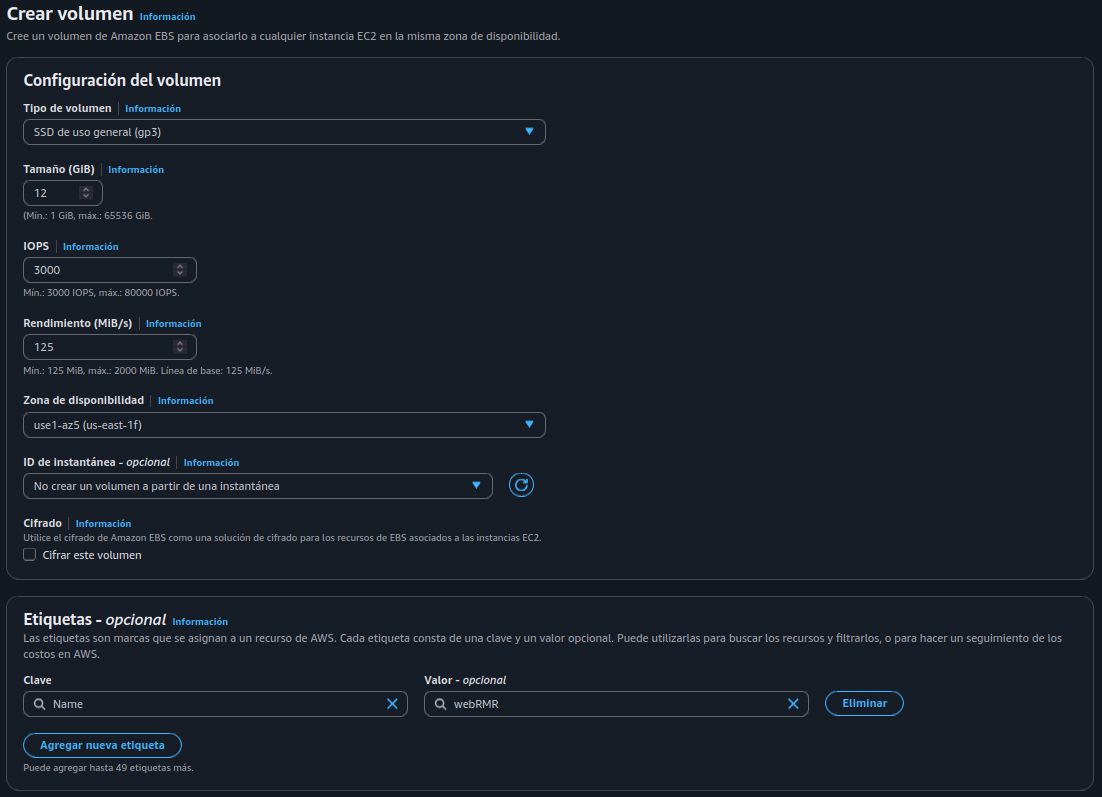 Crear volumen Información
Cree un volumen de Amazon EBS para asociarlo a cualquier instancia EC2 en la misma zona de disponibilidad.
Configuración del volumen
Tipo de volumen Información
SSD de uso general (gp3)
Tamaño (GiB) Información
12
(Mín.: 1 GiB, máx.: 65536 GiB.
IOPS Información
3000
Mín.: 3000 IOPS, máx.: 80000 IOPS.
Rendimiento (MiB/s) Información
125
Mín.: 125 MiB, máx.: 2000 MiB. Línea de base: 125 MiB/s.
Zona de disponibilidad Información
use1-az5 (us-east-1f)
ID de instantánea - opcional Información
No crear un volumen a partir de una instantánea
Cifrado Información
Utilice el cifrado de Amazon EBS como una solución de cifrado para los recursos de EBS asociados a las instancias EC2.
Cifrar este volumen
Etiquetas - opcional Información
Las etiquetas son marcas que se asignan a un recurso de AWS. Cada etiqueta consta de una clave y un valor opcional. Puede utilizarlas para buscar los recursos y filtrarlos, o para hacer un seguimiento de los
costos en AWS.
Clave Valor - opcional
Name webRMR Eliminar
Agregar nueva etiqueta
Puede agregar hasta 49 etiquetas más.